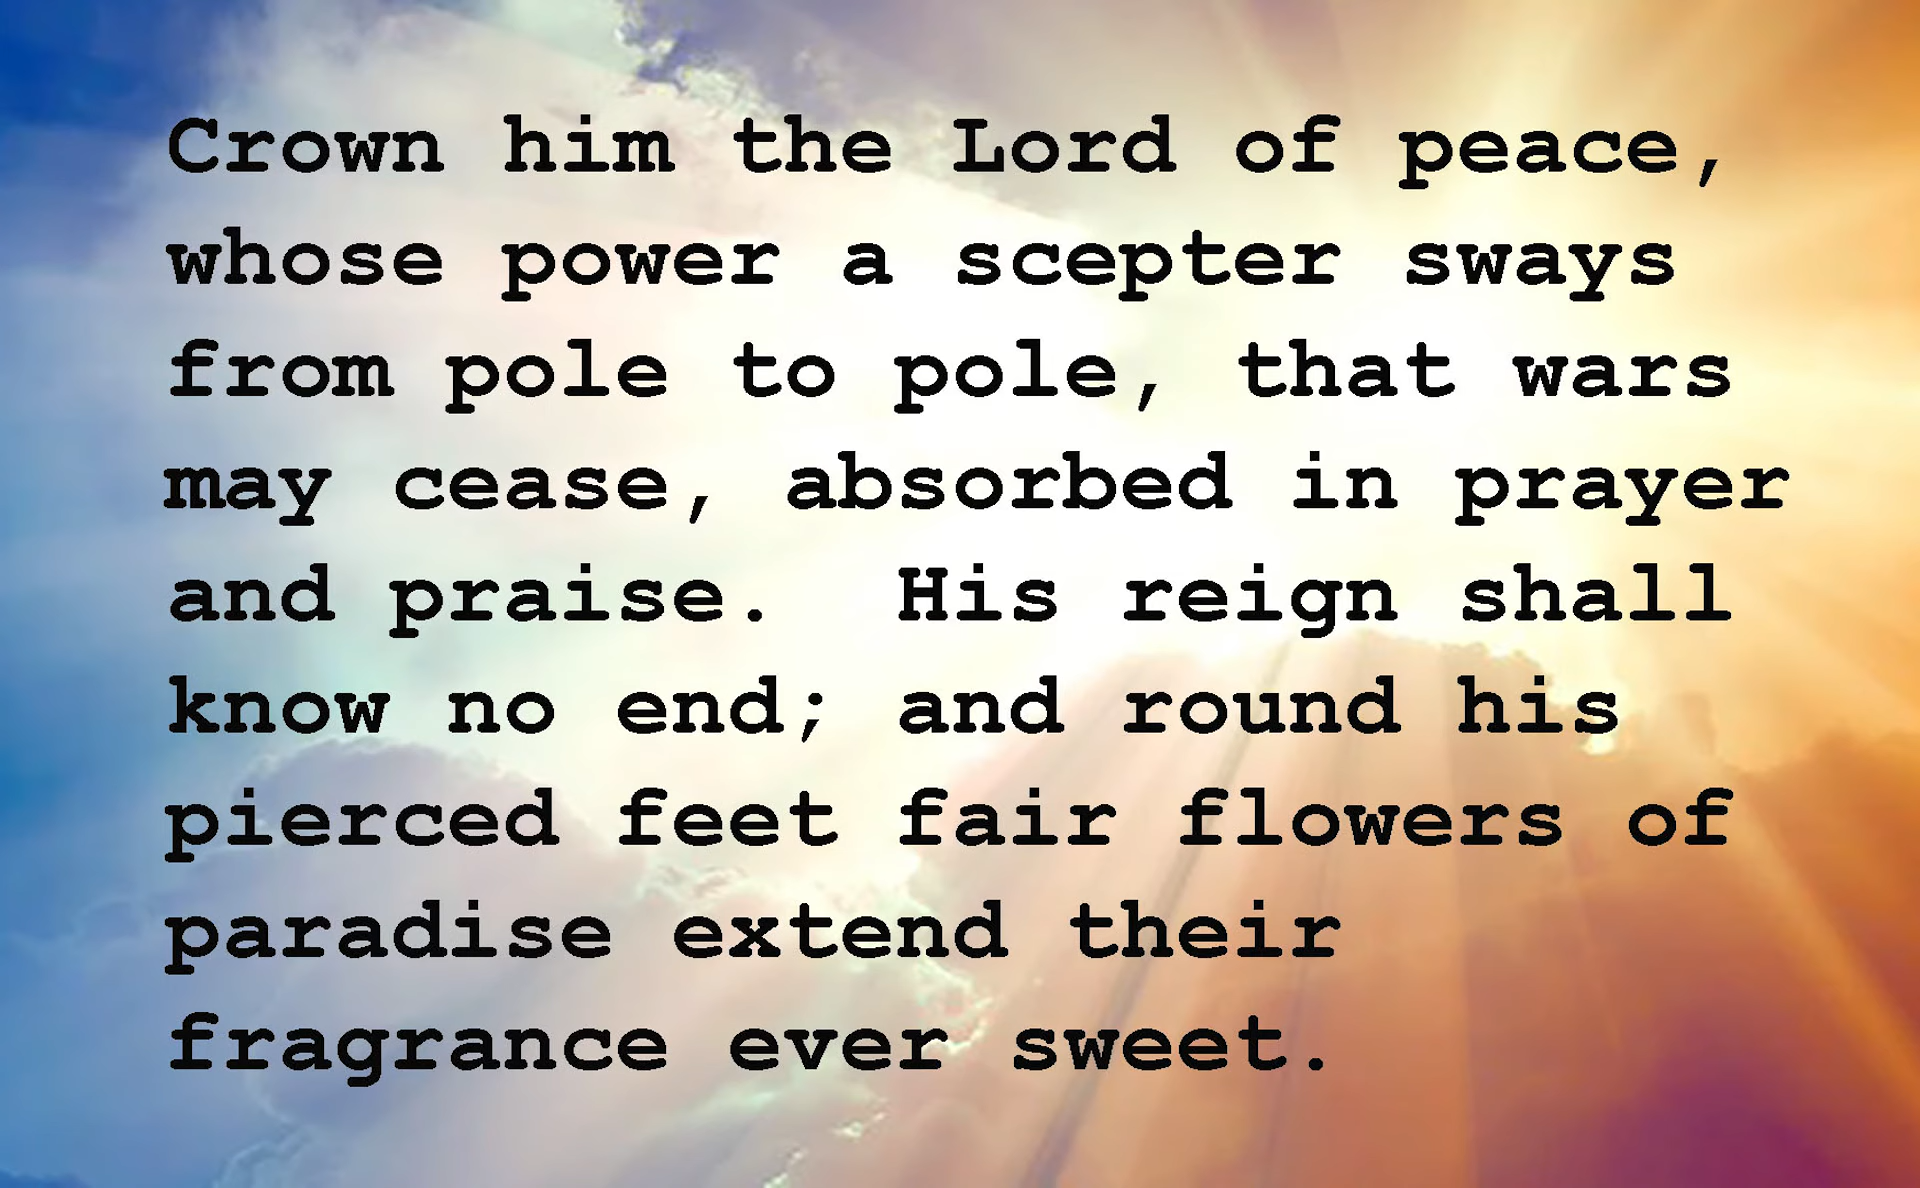 Crown him the Lord of peace,
whose power a scepter sways
from pole to pole, that wars
may cease, absorbed in prayer
and praise.  His reign shall
know no end; and round his
pierced feet fair flowers of
paradise extend their
fragrance ever sweet.